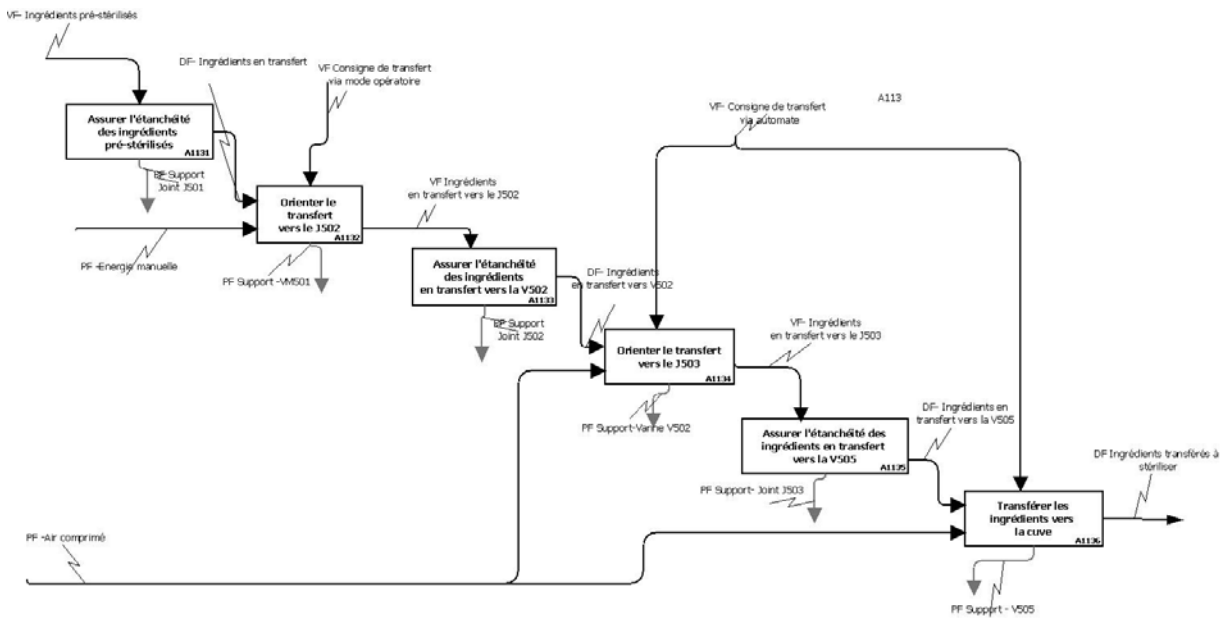 VF- Ingrédients pré-stérilisés
DF- Ingrédients en transfert
VF Consigne de transfert
via mode opératoire
A113
VF- Consigne de transfert
via automate
Assurer l'étanchéité
des ingrédients
pré-stérilisés
A1131
Support
Joint J501
Orienter le
transfert
vers le J502
A1132
VF Ingrédients
en transfert vers le J502
PF -Energie manuelle
PF Support -VM501
Assurer l'étanchéité
des ingrédients
en transfert vers la V502
A1133
DF- Ingrédients
en transfert vers V502
Support
Joint J502
Orienter le transfert
vers le J503
A1134
VF- Ingrédients
en transfert vers le J503
PF Support-Vanne V502
Assurer l'étanchéité des
ingrédients en transfert
vers la V505
A1135
DF- Ingrédients en
transfert vers la V505
PF Support- Joint J503
DF Ingrédients transférés à
stériliser
Transférer les
ingrédients vers
la cuve
A1136
PF -Air comprimé
PF Support - V505